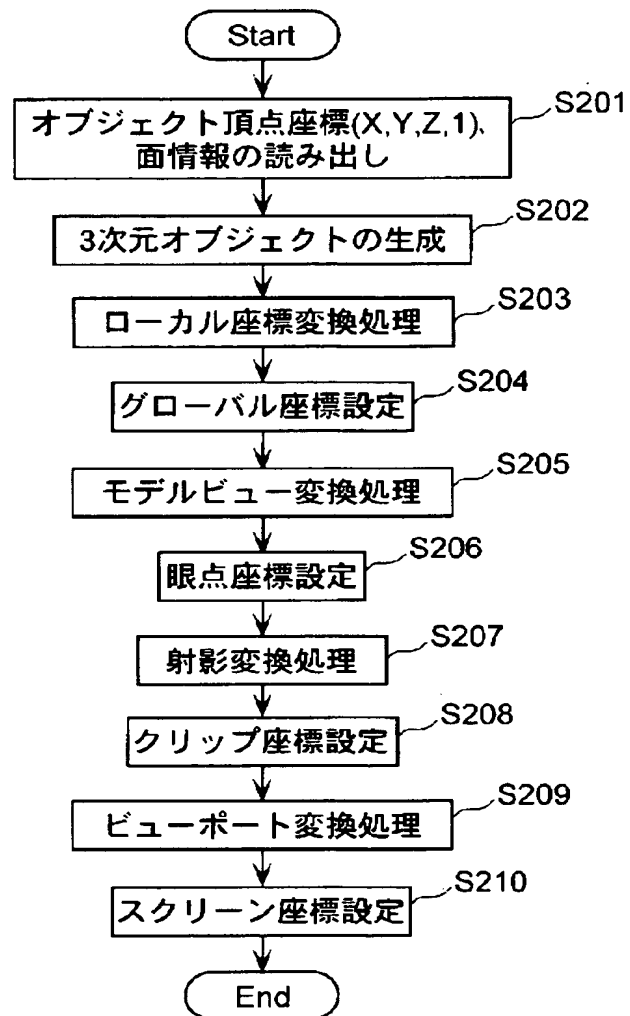 Start
オブジェクト頂点座標(X,Y,Z,1)、
面情報の読み出し
S201
3次元オブジェクトの生成
S202
ローカル座標変換処理
S203
グローバル座標設定
S204
モデルビュー変換処理
S205
眼点座標設定
S206
射影変換処理
S207
クリップ座標設定
S208
ビューポート変換処理
S209
スクリーン座標設定
S210
End